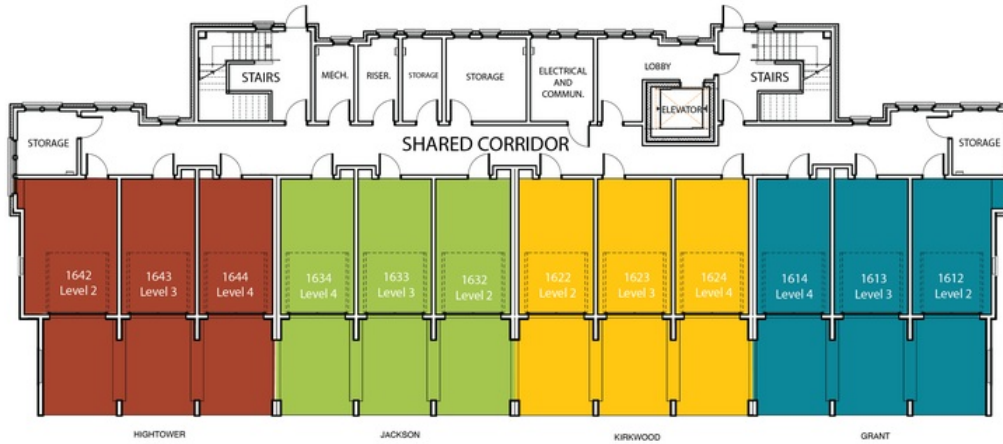 STAIRS
MECH.
RISER.
STORAGE
STORAGE
ELECTRICAL
AND
COMMUN.
LOBBY
ELEVATOR
STAIRS
STORAGE
SHARED CORRIDOR
STORAGE
1642
Level 2
1643
Level 3
1644
Level 4
1634
Level 4
1633
Level 3
1632
Level 2
1622
Level 2
1623
Level 3
1624
Level 4
1614
Level 4
1613
Level 3
1612
Level 2
HIGHTOWER
JACKSON
KIRKWOOD
GRANT